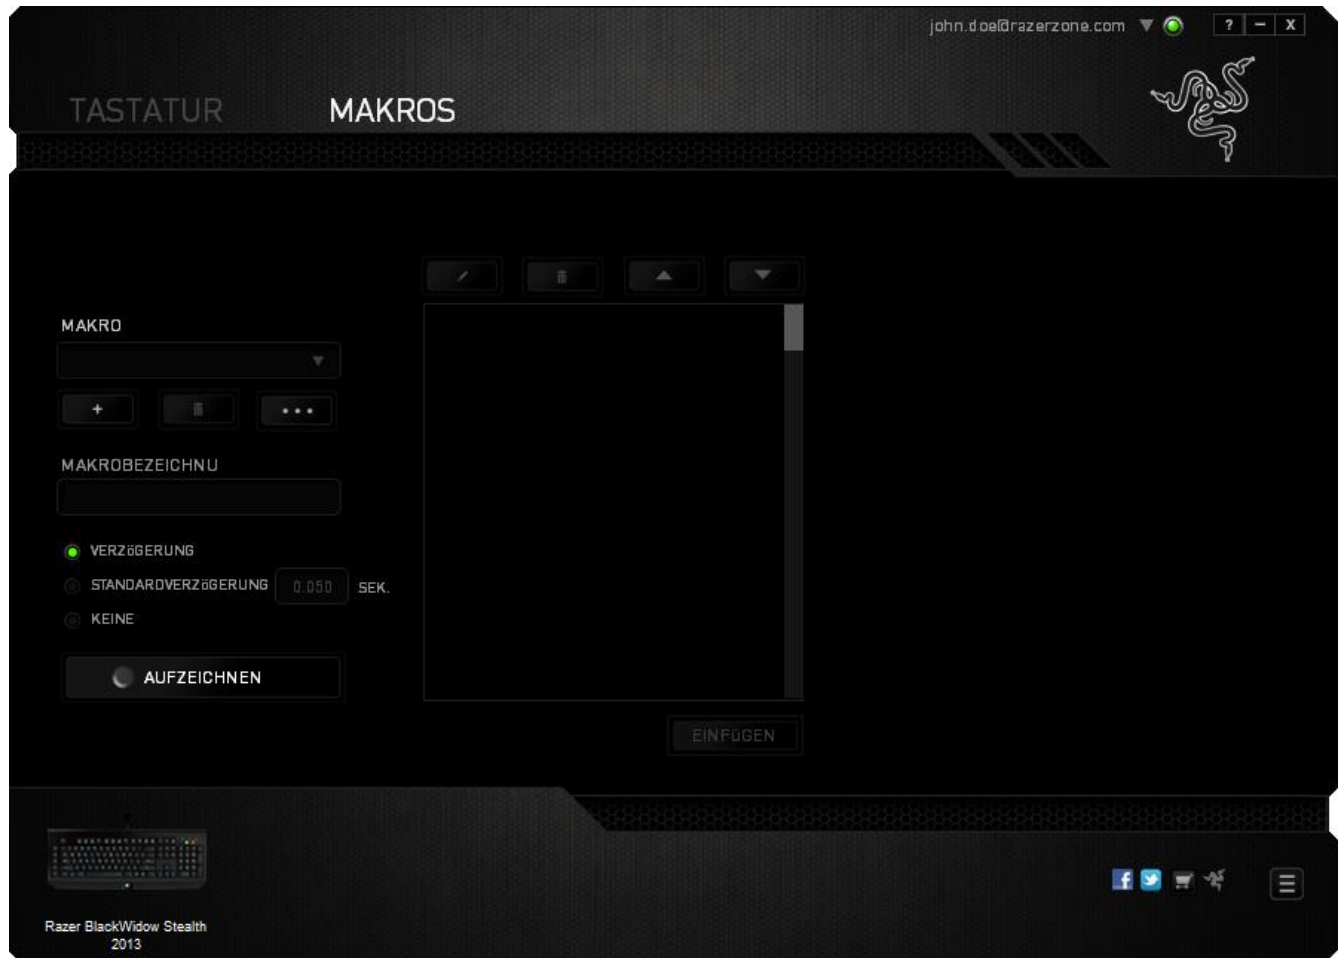 john.doe@razerzone.com
? – X
TASTATUR MAKROS
MAKRO
+ •••
MAKROBEZEICHNU
VERZöGERUNG
STANDARDVERZöGERUNG 0.050 SEK.
KEINE
AUFZEICHNEN
EINFüGEN
Razer BlackWidow Stealth
2013